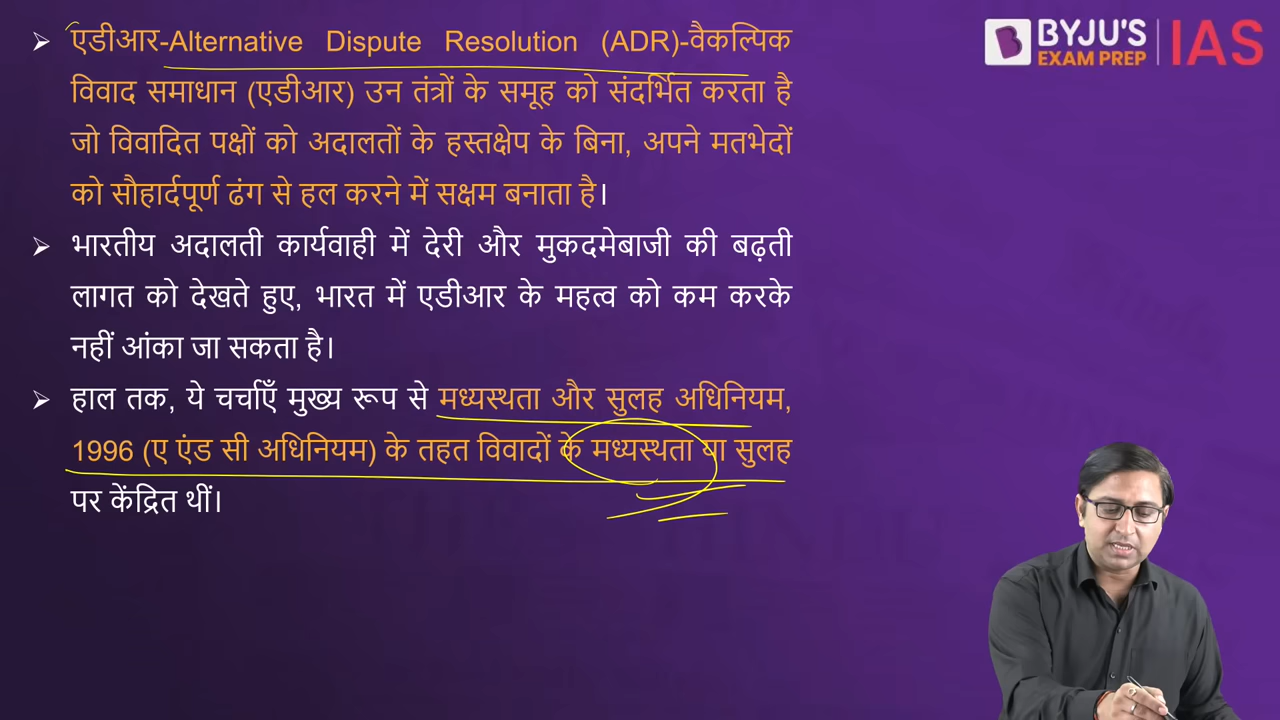 एडीआर-Alternative Dispute Resolution (ADR)-वैकल्पिक
विवाद समाधान (एडीआर) उन तंत्रों के समूह को संदर्भित करता है
जो विवादित पक्षों को अदालतों के हस्तक्षेप के बिना, अपने मतभेदों
को सौहार्दपूर्ण ढंग से हल करने में सक्षम बनाता है।
भारतीय अदालती कार्यवाही में देरी और मुकदमेबाजी की बढ़ती
लागत को देखते हुए, भारत में एडीआर के महत्व को कम करके
नहीं आंका जा सकता है।
हाल तक, ये चर्चाएँ मुख्य रूप से मध्यस्थता और सुलह अधिनियम,
1996 (ए एंड सी अधिनियम) के तहत विवादों के मध्यस्थता या सुलह
पर केंद्रित थीं।
BYJU'S
EXAM PREP
IAS